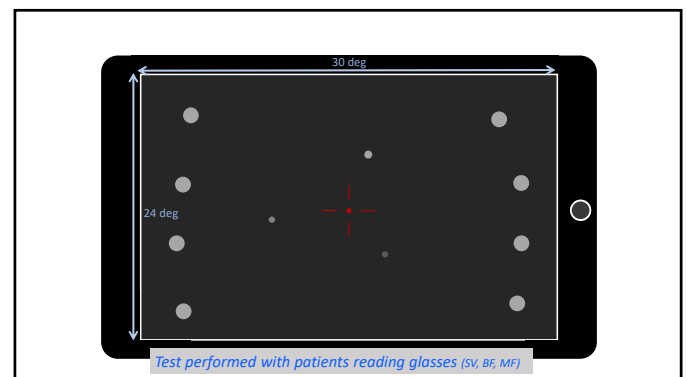 30 deg
24 deg
Test performed with patients reading glasses (SV, BF, MF)